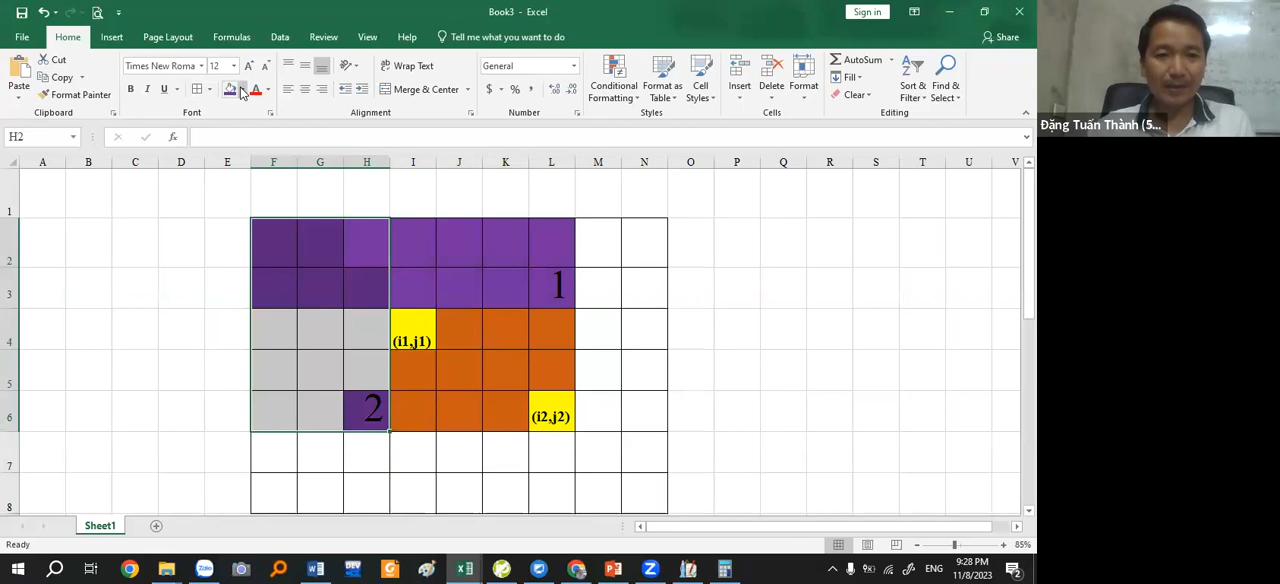 Book3 - Excel
Sign in
File Home Insert Page Layout Formulas Data Review View Help Tell me what you want to do Share
Cut
Copy
Format Painter
Paste
Clipboard
Times New Roma 12
B I U
Font
Wrap Text
Merge & Center
Alignment
General
$ % ,
Number
Conditional Formatting
Format as Table
Cell Styles
Styles
Insert Delete Format
Cells
AutoSum
Fill
Clear
Sort & Filter
Find & Select
Editing
Đặng Tuấn Thành (5...
H2 fx
A B C D E F G H I J K L M N O P Q R S T U V
1
2
3 1
4 (i1,j1)
5
6 2 (i2,j2)
7
8
Sheet1
Ready 85%
ENG 9:28 PM
11/8/2023